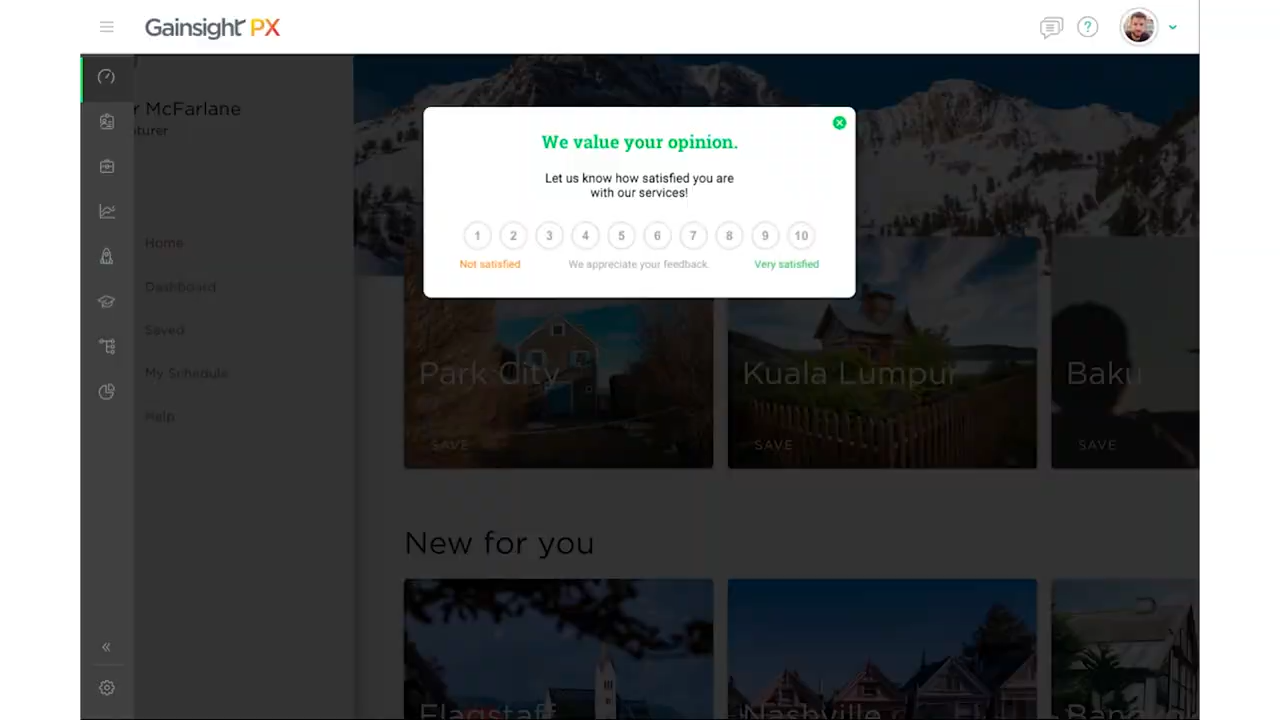 Gainsight PX
r McFarlane
turer
We value your opinion.
Let us know how satisfied you are
with our services!
1 2 3 4 5 6 7 8 9 10
Not satisfied We appreciate your feedback. Very satisfied
Home
Dashboard
Saved
My Schedule
Help
Park City
SAVE
Kuala Lumpur
SAVE
Baku
SAVE
New for you
Flagstaff
Nashville